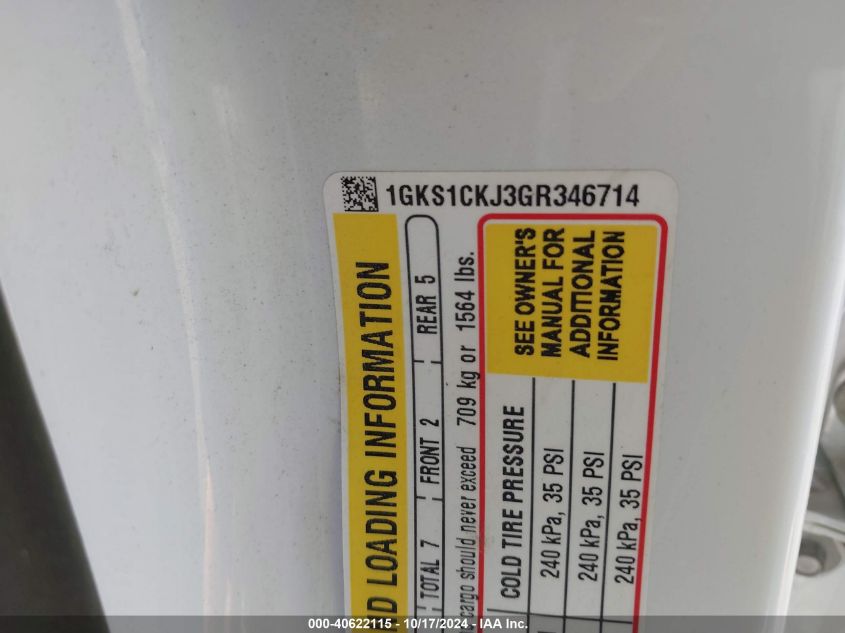 1GKS1CKJ3GR346714
ND LOADING INFORMATION
TOTAL 7 FRONT 2 REAR 5
cargo should never exceed 709 kg or 1564 lbs.
COLD TIRE PRESSURE
240 kPa, 35 PSI
240 kPa, 35 PSI
240 kPa, 35 PSI
SEE OWNER'S
MANUAL FOR
ADDITIONAL
INFORMATION
000-40622115 - 10/17/2024 - IAA Inc.